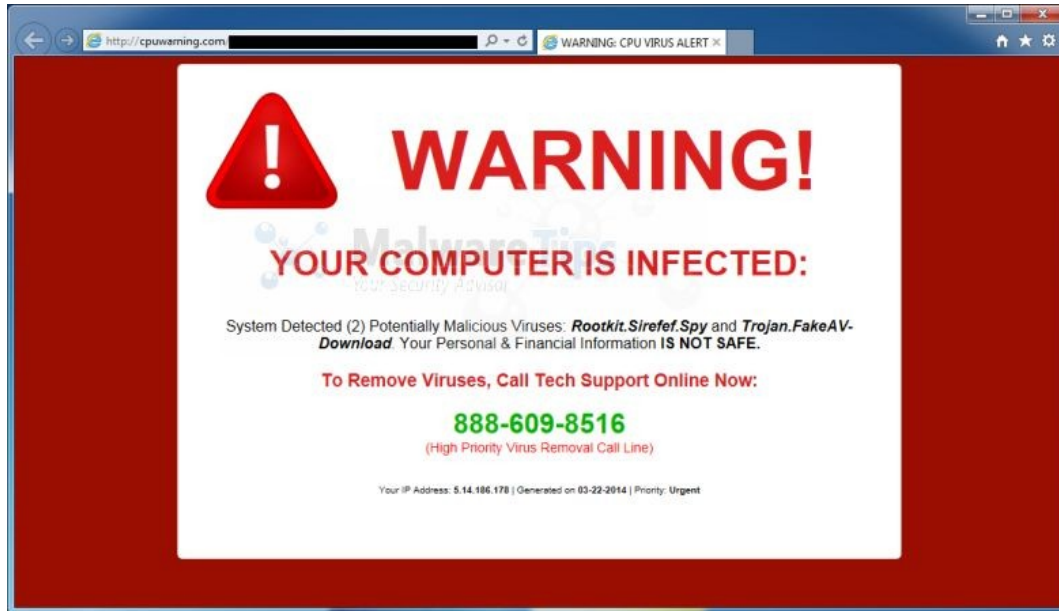 http://cpuwarning.com
WARNING: CPU VIRUS ALERT
WARNING!
MalwareTips
Your Security Advisor
YOUR COMPUTER IS INFECTED:
System Detected (2) Potentially Malicious Viruses: Rootkit.Sirefef.Spy and Trojan.FakeAV-
Download. Your Personal & Financial Information IS NOT SAFE.
To Remove Viruses, Call Tech Support Online Now:
888-609-8516
(High Priority Virus Removal Call Line)
Your IP Address: 5.14.186.178 | Generated on 03-22-2014 | Priority: Urgent